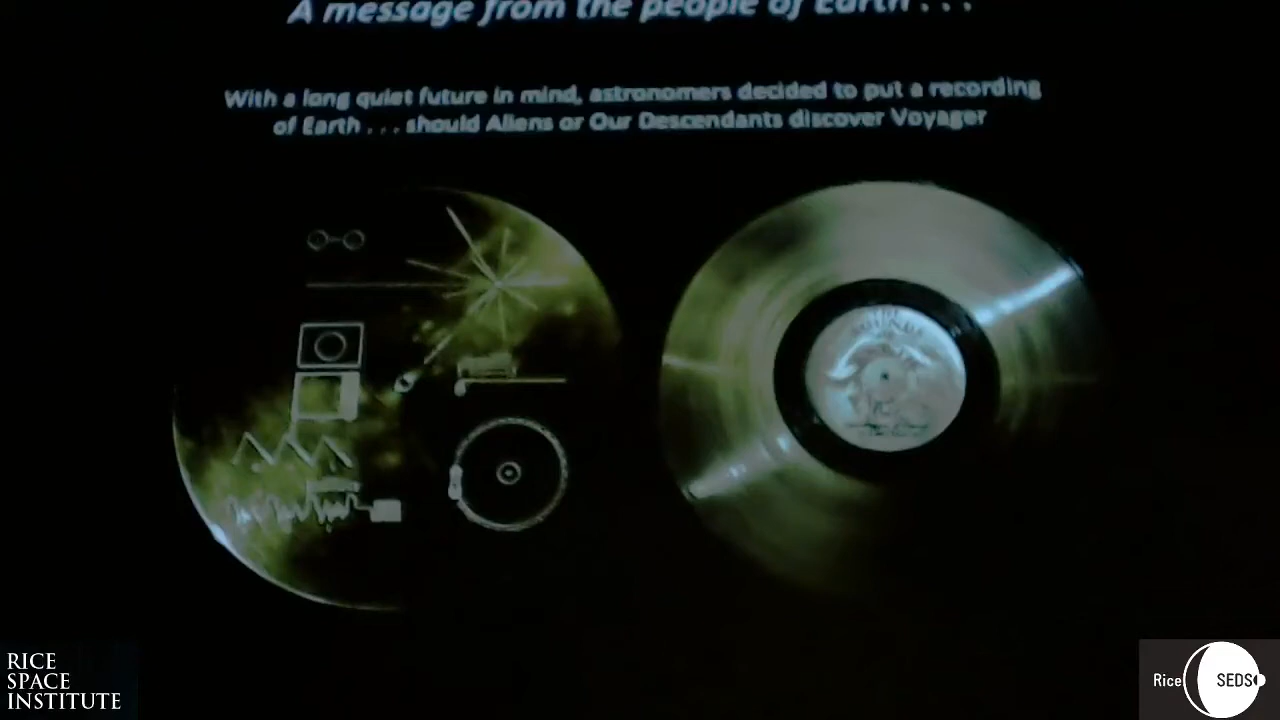 A message from the people of Earth . . .
With a long quiet future in mind, astronomers decided to put a recording
of Earth . . . should Aliens or Our Descendants discover Voyager
RICE
SPACE
INSTITUTE
Rice SEDS